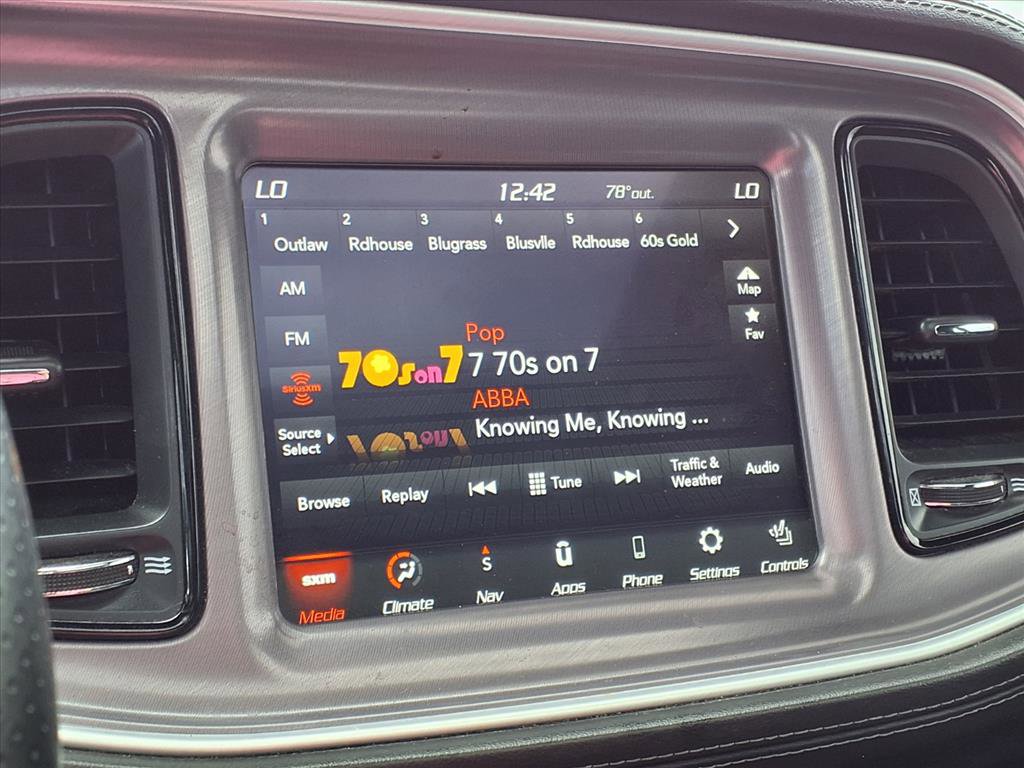 LO 12:42 78°out. LO
1 2 3 4 5 6
Outlaw Rdhouse Blugrass Blusvlle Rdhouse 60s Gold
AM
Map
FM
Fav
Pop
70s on 7
7 70s on 7
SiriusXM
ABBA
Knowing Me, Knowing ...
Source
Select
Browse Replay Tune
Traffic &
Weather
Audio
sxm
S
Media Climate Nav Apps Phone Settings Controls